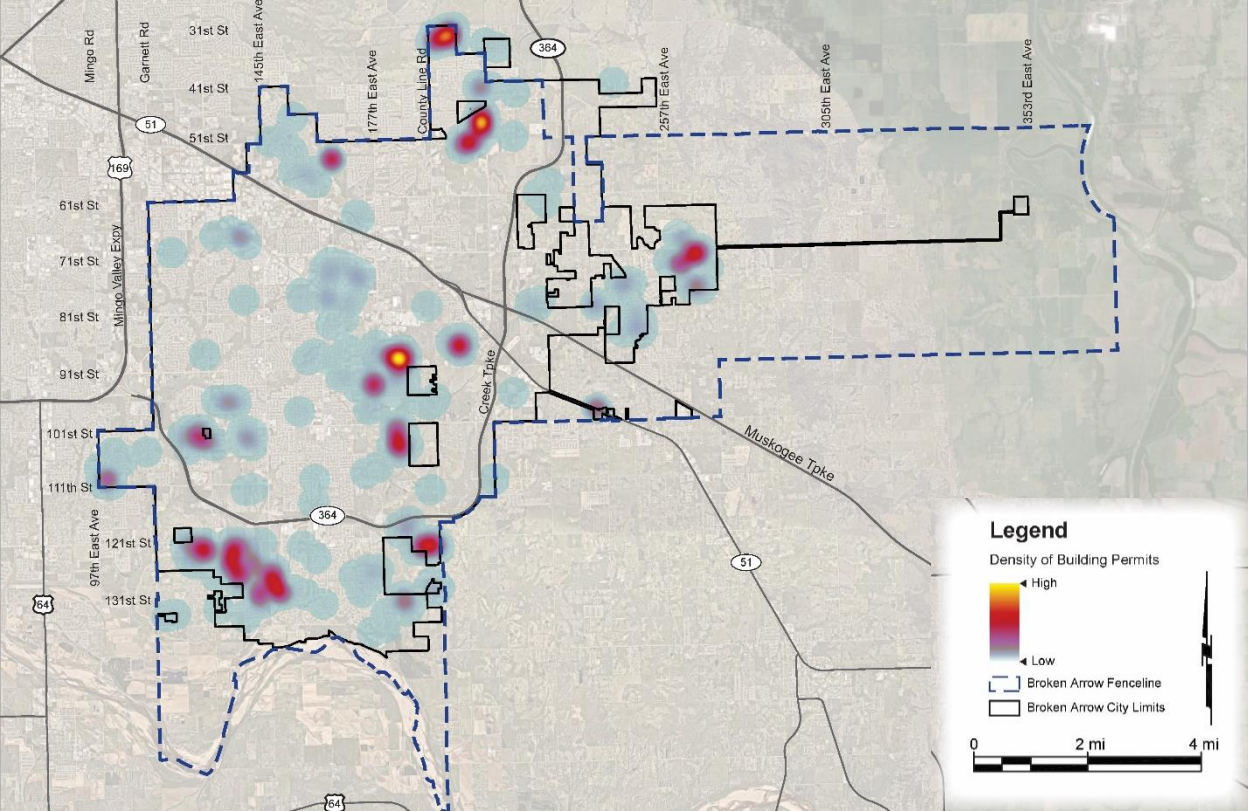 31st St
41st St
51st St
61st St
71st St
81st St
91st St
101st St
111th St
121st St
131st St
Mingo Rd
Garnett Rd
145th East Ave
177th East Ave
County Line Rd
257th East Ave
305th East Ave
353rd East Ave
364
51
169
Mingo Valley Expy
Creek Tpke
Muskogee Tpke
97th East Ave
364
51
64
64
Legend
Density of Building Permits
High
Low
Broken Arrow Fenceline
Broken Arrow City Limits
0 2 mi 4 mi